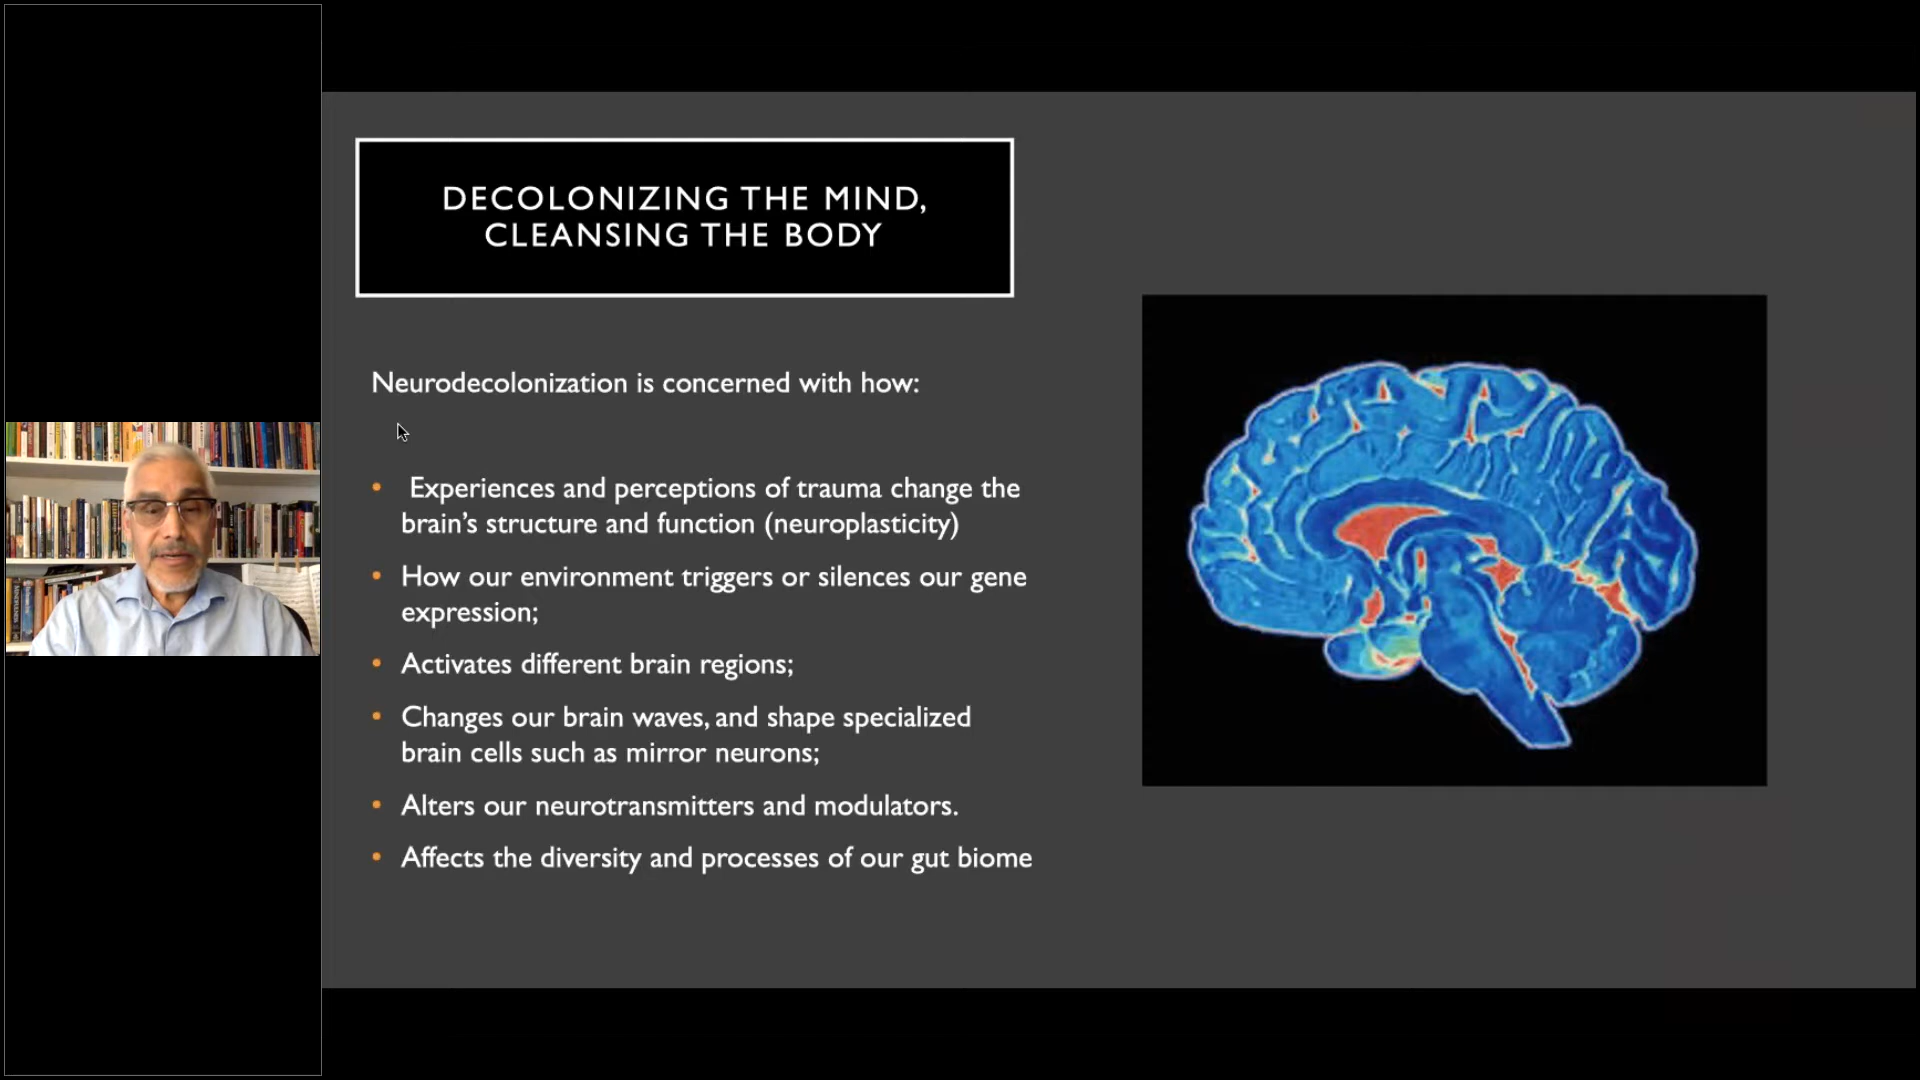 DECOLONIZING THE MIND,
CLEANSING THE BODY
Neurodecolonization is concerned with how:
• Experiences and perceptions of trauma change the
brain’s structure and function (neuroplasticity)
• How our environment triggers or silences our gene
expression;
• Activates different brain regions;
• Changes our brain waves, and shape specialized
brain cells such as mirror neurons;
• Alters our neurotransmitters and modulators.
• Affects the diversity and processes of our gut biome